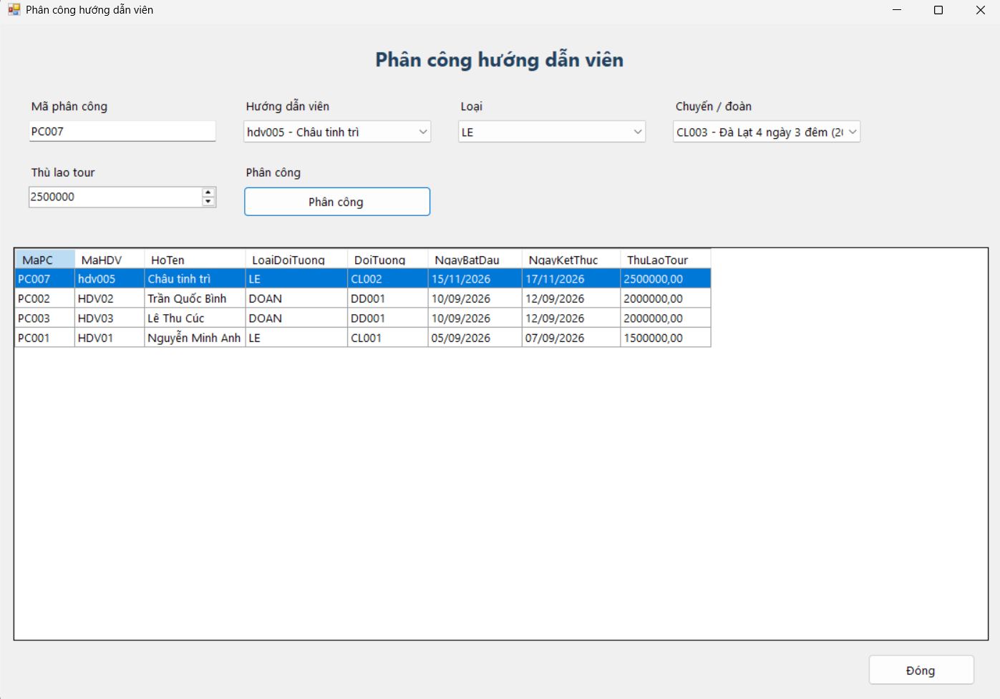 Phân công hướng dẫn viên
Phân công hướng dẫn viên
Mã phân công Hướng dẫn viên Loại Chuyến / đoàn
PC007 hdv005 - Châu tinh trì LE CL003 - Đà Lạt 4 ngày 3 đêm (20
Thù lao tour Phân công
2500000 Phân công
MaPC MaHDV HoTen LoaiDoiTuong DoiTuong NgayBatDau NgayKetThuc ThuLaoTour
PC007 hdv005 Châu tinh trì LE CL002 15/11/2026 17/11/2026 2500000,00
PC002 HDV02 Trần Quốc Bình DOAN DD001 10/09/2026 12/09/2026 2000000,00
PC003 HDV03 Lê Thu Cúc DOAN DD001 10/09/2026 12/09/2026 2000000,00
PC001 HDV01 Nguyễn Minh Anh LE CL001 05/09/2026 07/09/2026 1500000,00
Đóng